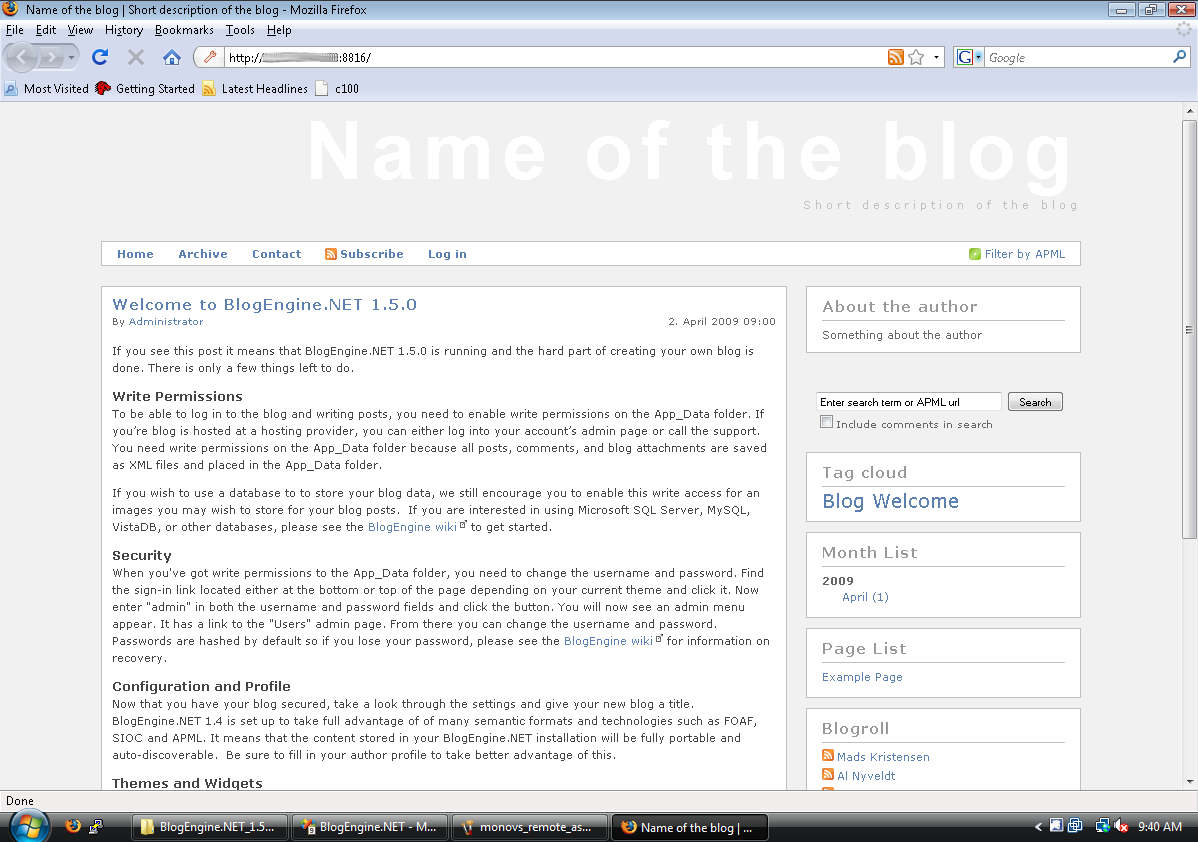 Name of the blog | Short description of the blog - Mozilla Firefox
File Edit View History Bookmarks Tools Help
http:// :8816/
Google
Most Visited Getting Started Latest Headlines c100
Name of the blog
Short description of the blog
Home Archive Contact Subscribe Log in Filter by APML
Welcome to BlogEngine.NET 1.5.0
By Administrator 2. April 2009 09:00
If you see this post it means that BlogEngine.NET 1.5.0 is running and the hard part of creating your own blog is
done. There is only a few things left to do.
Write Permissions
To be able to log in to the blog and writing posts, you need to enable write permissions on the App_Data folder. If
you’re blog is hosted at a hosting provider, you can either log into your account’s admin page or call the support.
You need write permissions on the App_Data folder because all posts, comments, and blog attachments are saved
as XML files and placed in the App_Data folder.
If you wish to use a database to to store your blog data, we still encourage you to enable this write access for an
images you may wish to store for your blog posts.  If you are interested in using Microsoft SQL Server, MySQL,
VistaDB, or other databases, please see the BlogEngine wiki to get started.
Security
When you've got write permissions to the App_Data folder, you need to change the username and password. Find
the sign-in link located either at the bottom or top of the page depending on your current theme and click it. Now
enter "admin" in both the username and password fields and click the button. You will now see an admin menu
appear. It has a link to the "Users" admin page. From there you can change the username and password.
Passwords are hashed by default so if you lose your password, please see the BlogEngine wiki for information on
recovery.
Configuration and Profile
Now that you have your blog secured, take a look through the settings and give your new blog a title.
BlogEngine.NET 1.4 is set up to take full advantage of of many semantic formats and technologies such as FOAF,
SIOC and APML. It means that the content stored in your BlogEngine.NET installation will be fully portable and
auto-discoverable.  Be sure to fill in your author profile to take better advantage of this.
Themes and Widgets
About the author
Something about the author
Enter search term or APML url Search
Include comments in search
Tag cloud
Blog Welcome
Month List
2009
April (1)
Page List
Example Page
Blogroll
Mads Kristensen
Al Nyveldt
Done
BlogEngine.NET_1.5... BlogEngine.NET - M... monovs_remote_as... Name of the blog | ... 9:40 AM